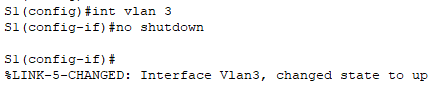 S1(config)#int vlan 3
S1(config-if)#no shutdown
S1(config-if)#
%LINK-5-CHANGED: Interface Vlan3, changed state to up